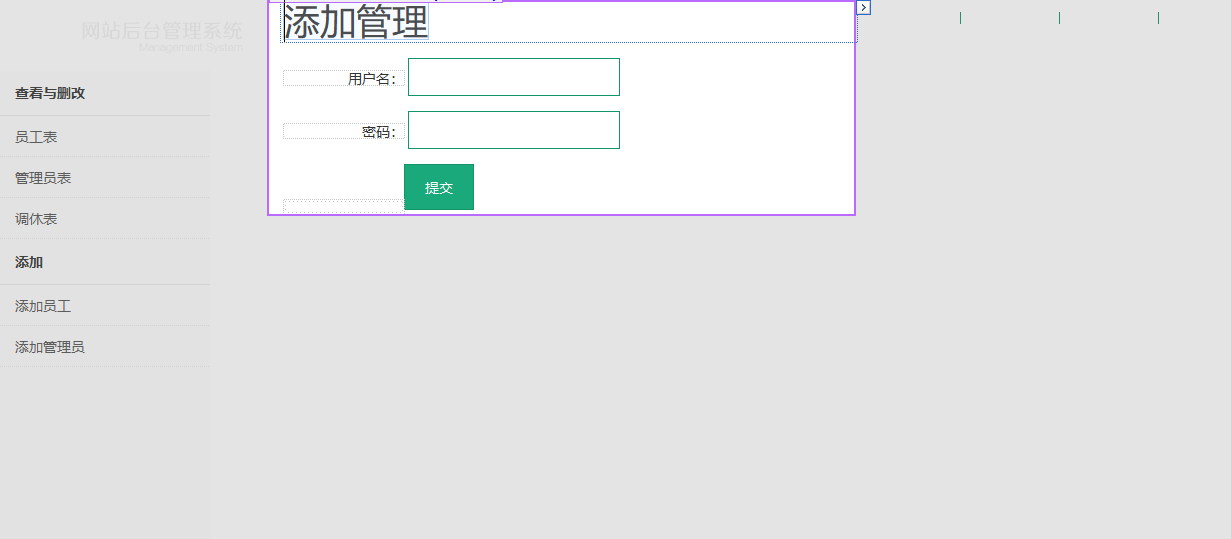 网站后台管理系统
Management System
添加管理
用户名：
密码：
提交
查看与删改
员工表
管理员表
调休表
添加
添加员工
添加管理员